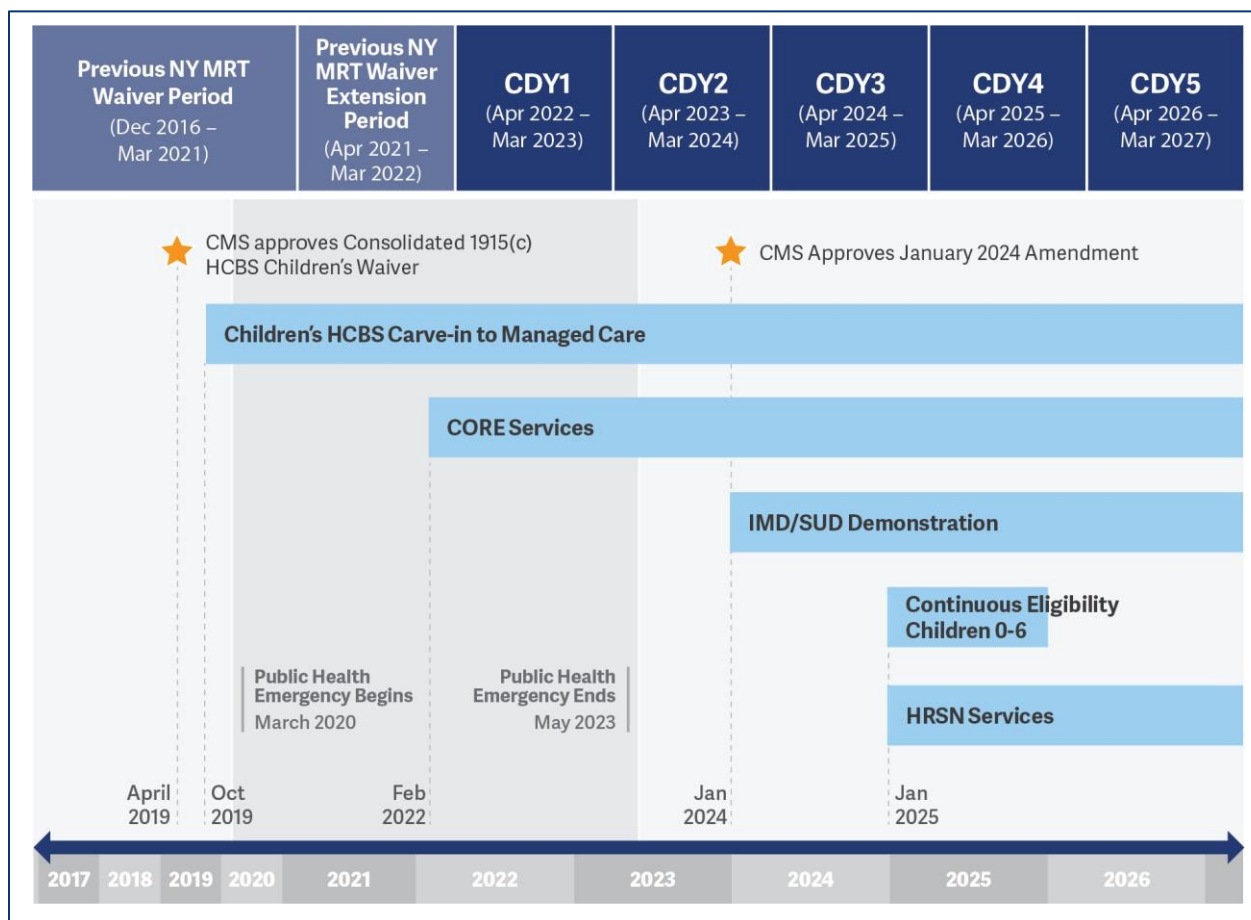 Previous NY MRT
Waiver Period
(Dec 2016 –
Mar 2021)
Previous NY
MRT Waiver
Extension
Period
(Apr 2021 –
Mar 2022)
CDY1
(Apr 2022 –
Mar 2023)
CDY2
(Apr 2023 –
Mar 2024)
CDY3
(Apr 2024 –
Mar 2025)
CDY4
(Apr 2025 –
Mar 2026)
CDY5
(Apr 2026 –
Mar 2027)
CMS approves Consolidated 1915(c)
HCBS Children's Waiver
CMS Approves January 2024 Amendment
Children's HCBS Carve-in to Managed Care
CORE Services
IMD/SUD Demonstration
Continuous Eligibility
Children 0-6
Public Health
Emergency Begins
March 2020
Public Health
Emergency Ends
May 2023
HRSN Services
April
2019
Oct
2019
Feb
2022
Jan
2024
Jan
2025
2017 2018 2019 2020 2021 2022 2023 2024 2025 2026